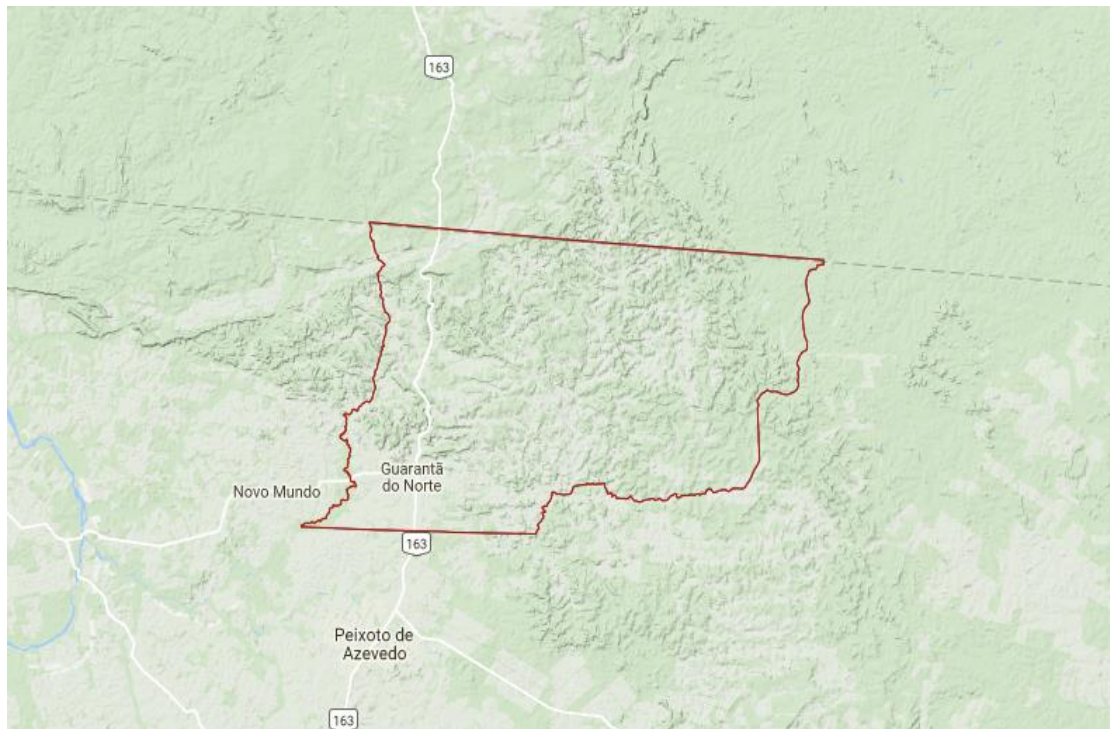 163
Guarantã
do Norte
Novo Mundo
163
Peixoto de
Azevedo
163